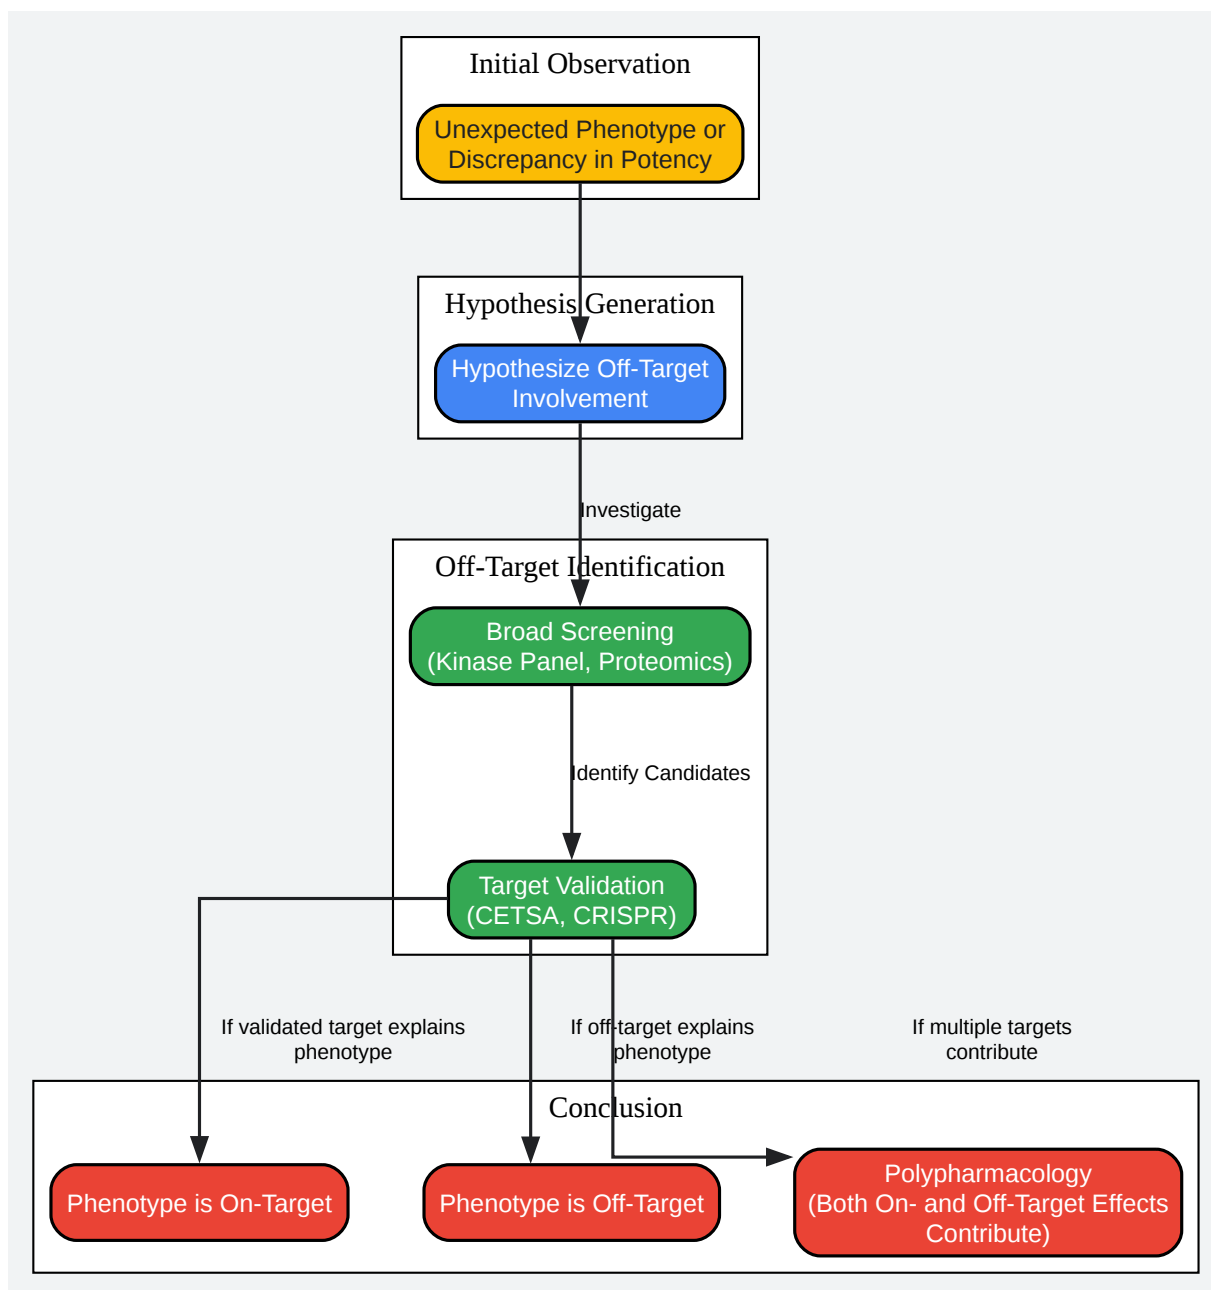 Initial Observation
Unexpected Phenotype or
Discrepancy in Potency
Hypothesis Generation
Hypothesize Off-Target
Involvement
Investigate
Off-Target Identification
Broad Screening
(Kinase Panel, Proteomics)
Identify Candidates
Target Validation
(CETSA, CRISPR)
If validated target explains
phenotype
If off-target explains
phenotype
If multiple targets
contribute
Conclusion
Phenotype is On-Target
Phenotype is Off-Target
Polypharmacology
(Both On- and Off-Target Effects
Contribute)